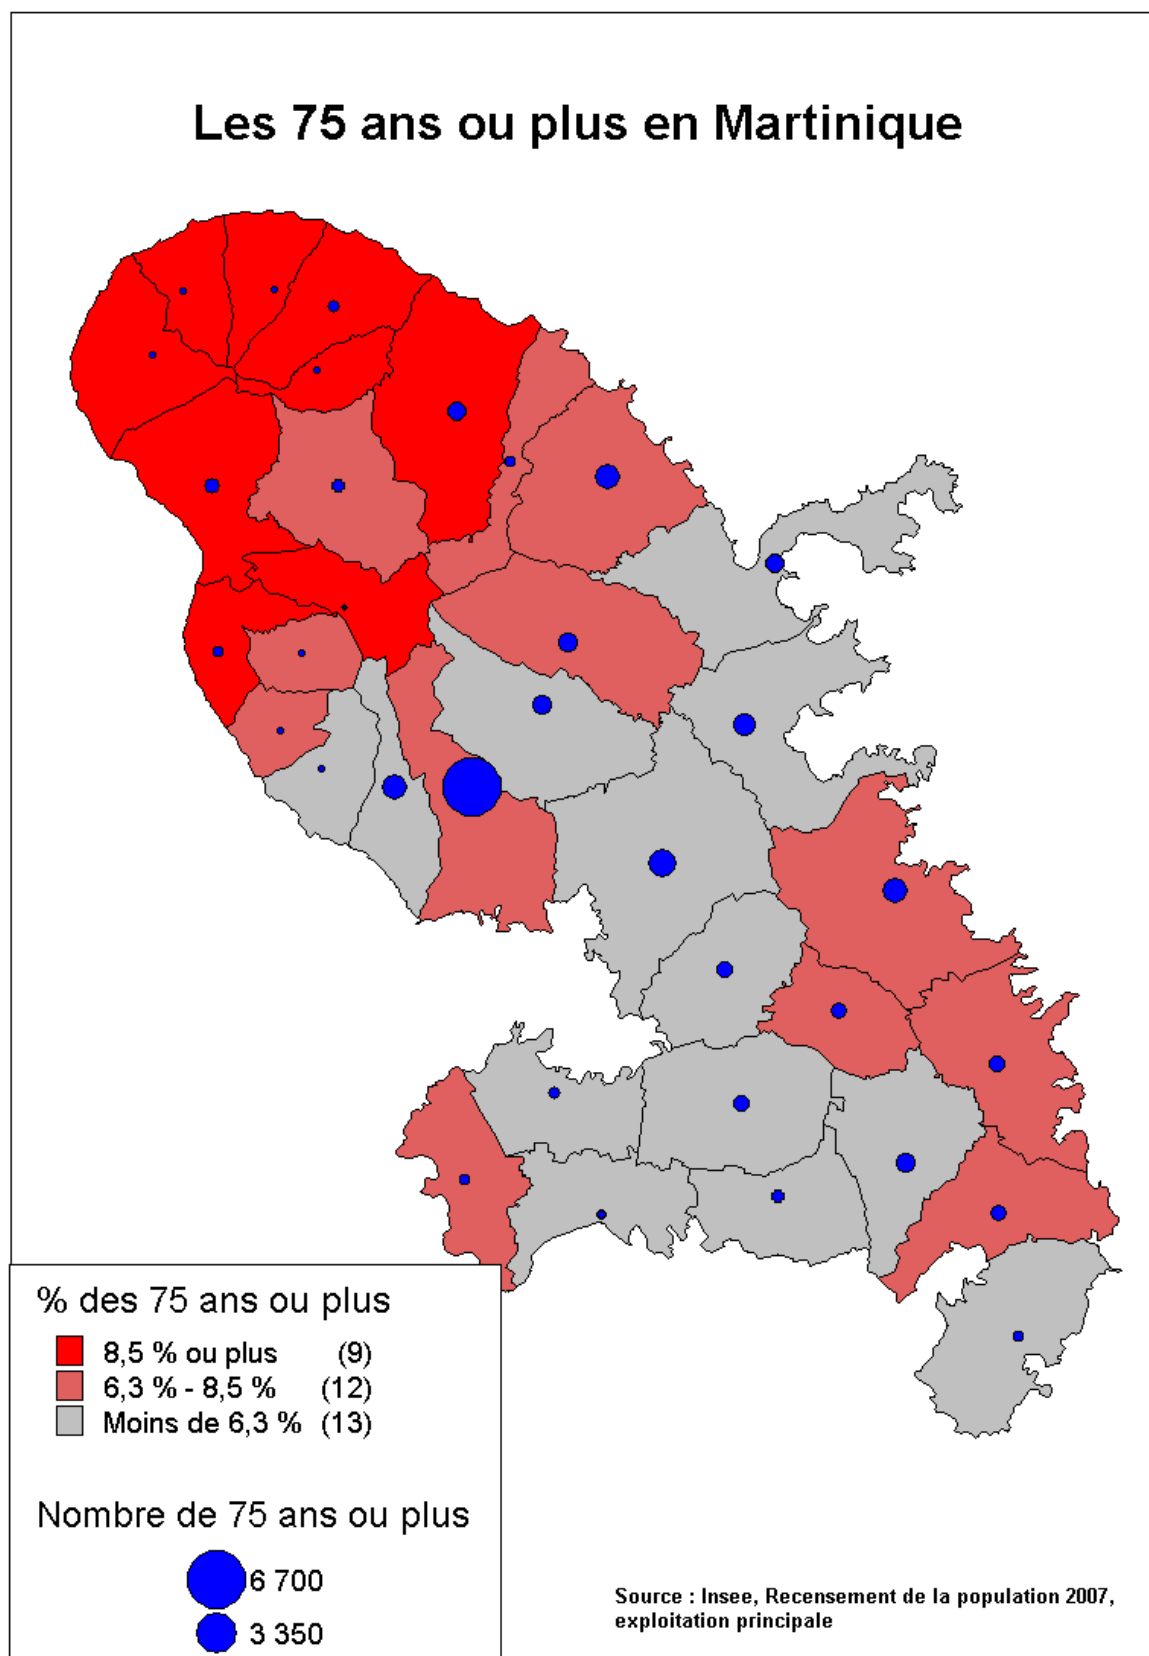 Les 75 ans ou plus en Martinique
% des 75 ans ou plus
8,5 % ou plus (9)
6,3 % - 8,5 % (12)
Moins de 6,3 % (13)
Nombre de 75 ans ou plus
6 700
3 350
Source : Insee, Recensement de la population 2007,
exploitation principale